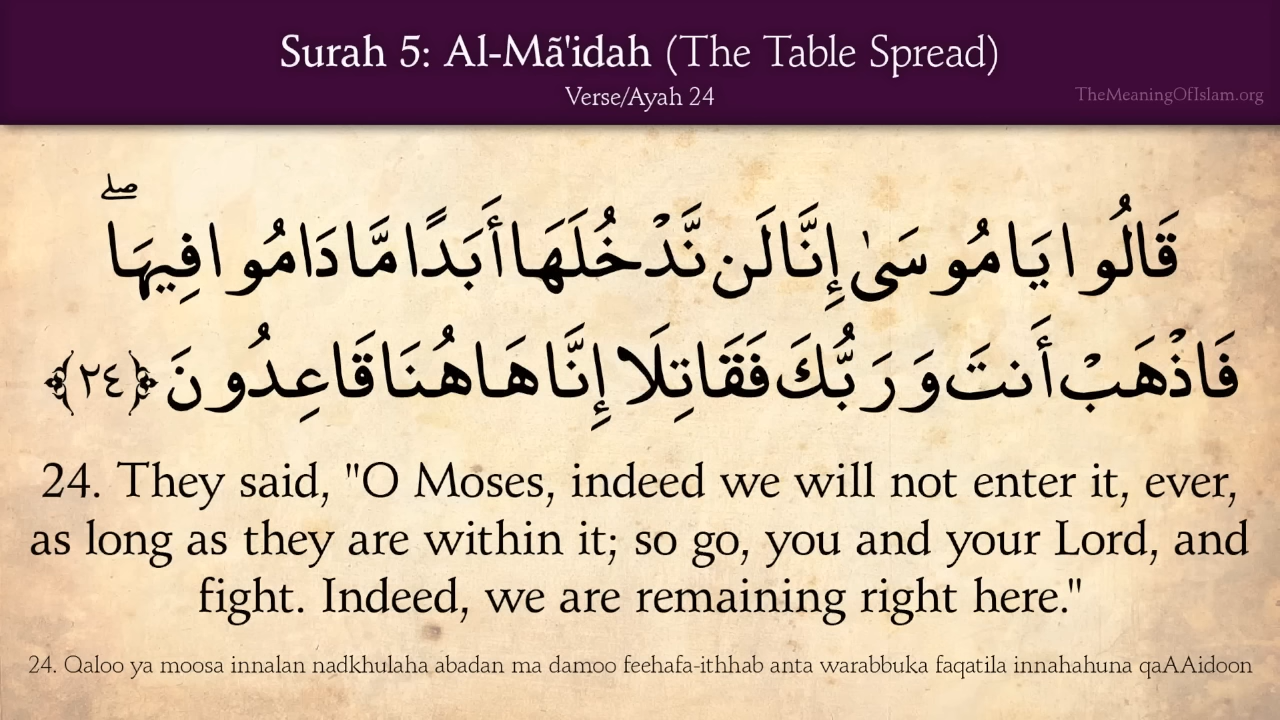 Surah 5: Al-Mã'idah (The Table Spread)
Verse/Ayah 24
TheMeaningOfIslam.org
قَالُوا يَا مُوسَىٰ إِنَّا لَن نَّدْخُلَهَا أَبَدًا مَّا دَامُوا فِيهَا ۖ
فَاذْهَبْ أَنتَ وَرَبُّكَ فَقَاتِلَا إِنَّا هَاهُنَا قَاعِدُونَ ﴿٢٤﴾
24. They said, "O Moses, indeed we will not enter it, ever,
as long as they are within it; so go, you and your Lord, and
fight. Indeed, we are remaining right here."
24. Qaloo ya moosa innalan nadkhulaha abadan ma damoo feehafa-ithhab anta warabbuka faqatila innahahuna qaAAidoon